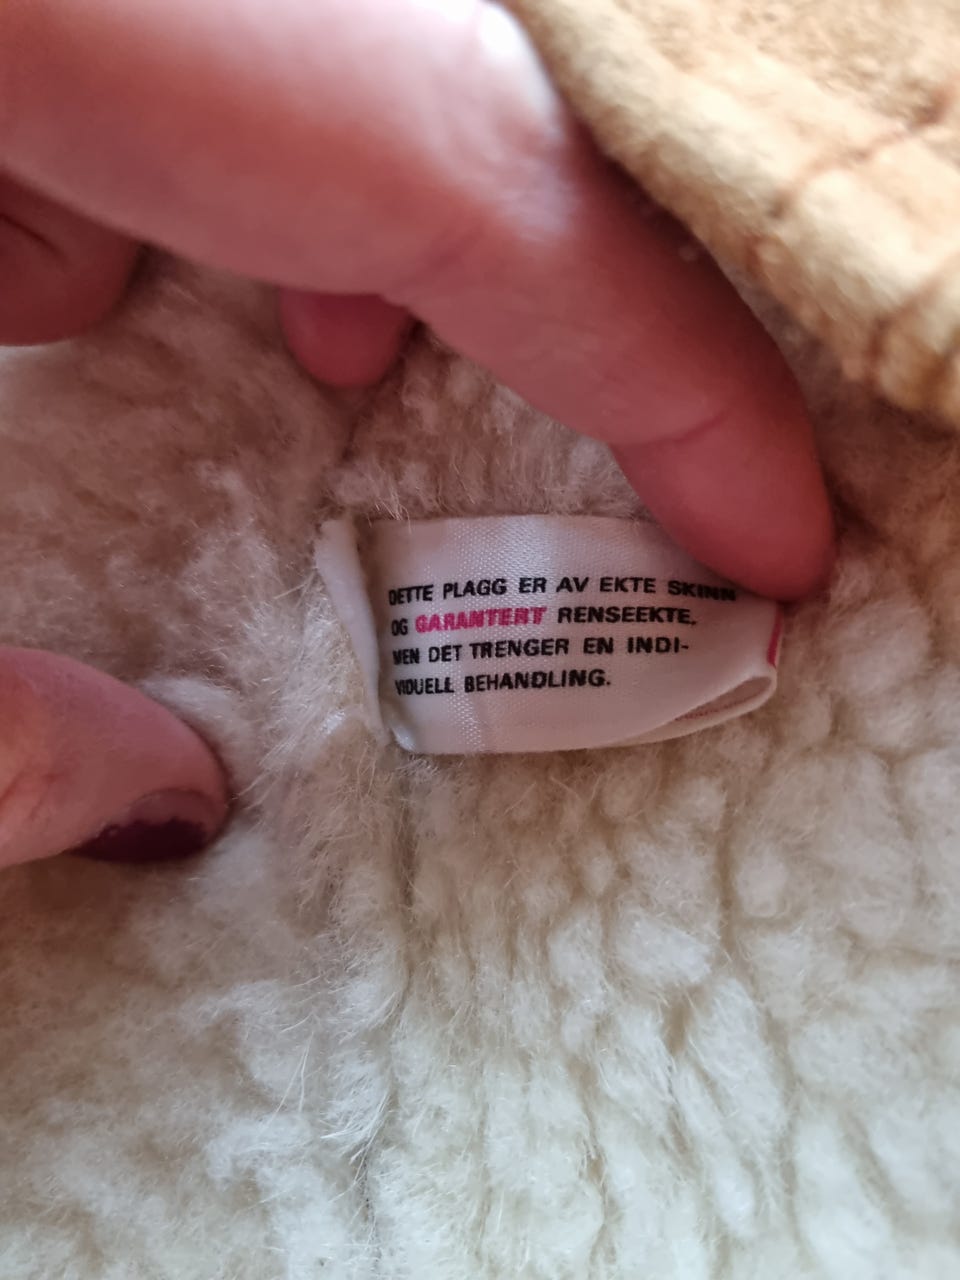 DETTE PLAGG ER AV EKTE SKINN
OG GARANTERT RENSEEKTE,
MEN DET TRENGER EN INDI-
VIDUELL BEHANDLING.